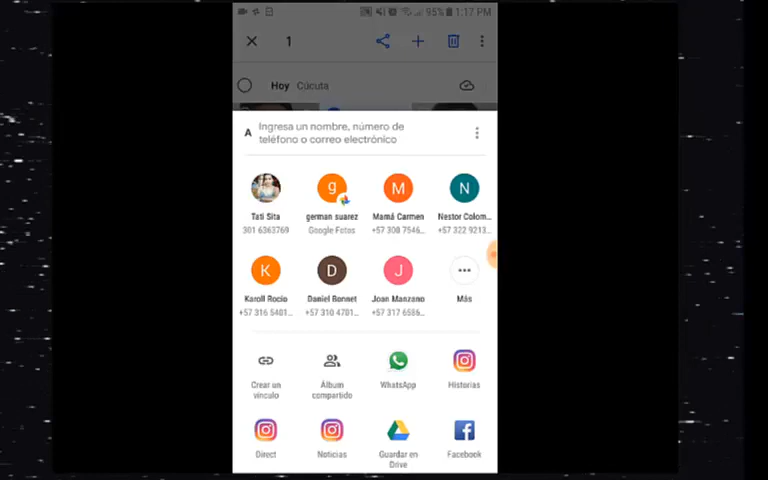 95% 1:17 PM
1
Hoy Cúcuta
A Ingresa un nombre, número de
teléfono o correo electrónico
g M N
Tati Sita german suarez Mamá Carmen Nestor Colom...
301 6363769 Google Fotos +57 308 7546... +57 322 9213...
K D J
Karoll Rocio Daniel Bonnet Joan Manzano Más
+57 316 5401... +57 310 4781... +57 317 6586...
Crear un Álbum WhatsApp Historias
vínculo compartido
Direct Noticias Guardar en Facebook
Drive